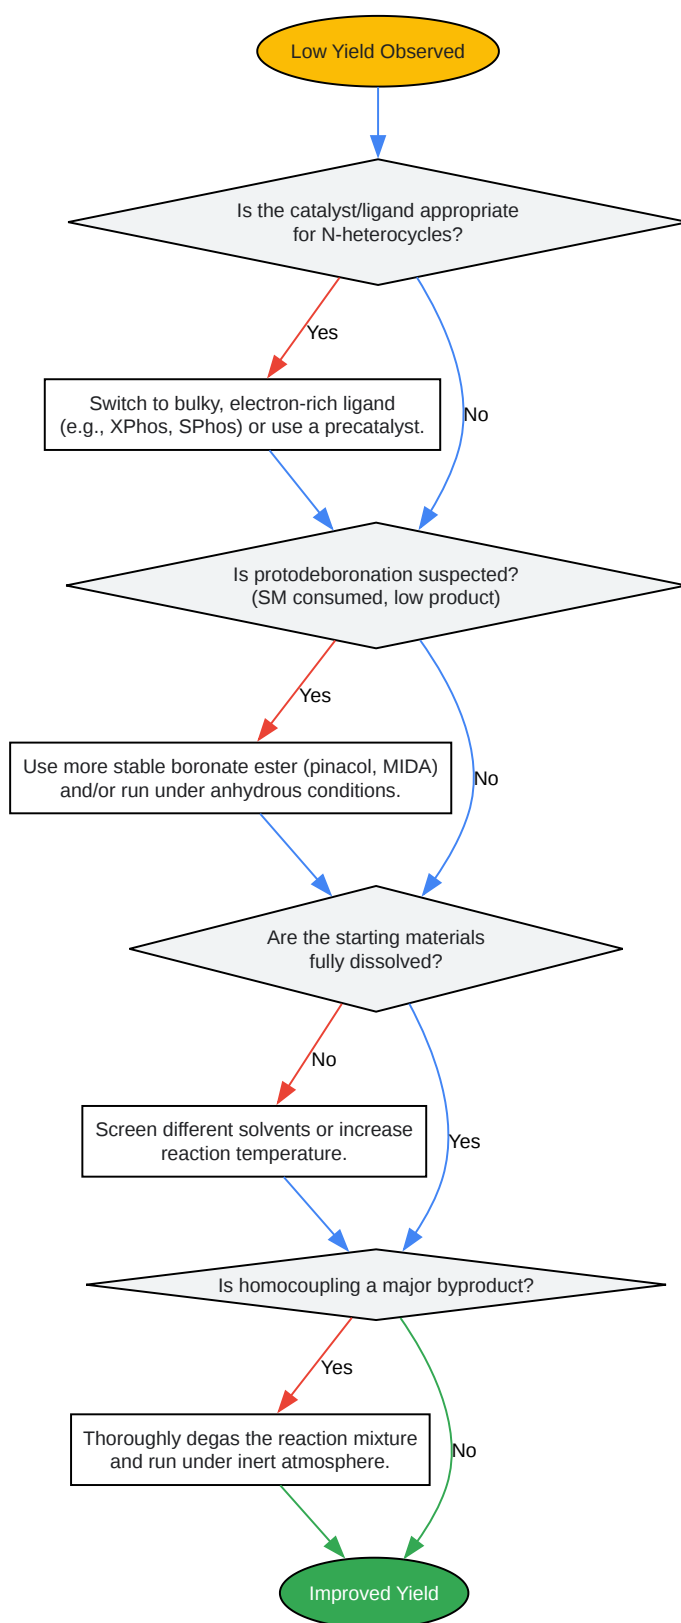 Low Yield Observed
Is the catalyst/ligand appropriate
for N-heterocycles?
Yes
Switch to bulky, electron-rich ligand
(e.g., XPhos, SPhos) or use a precatalyst.
No
Is protodeboronation suspected?
(SM consumed, low product)
Yes
Use more stable boronate ester (pinacol, MIDA)
and/or run under anhydrous conditions.
No
Are the starting materials
fully dissolved?
No
Screen different solvents or increase
reaction temperature.
Yes
Is homocoupling a major byproduct?
Yes
Thoroughly degas the reaction mixture
and run under inert atmosphere.
No
Improved Yield